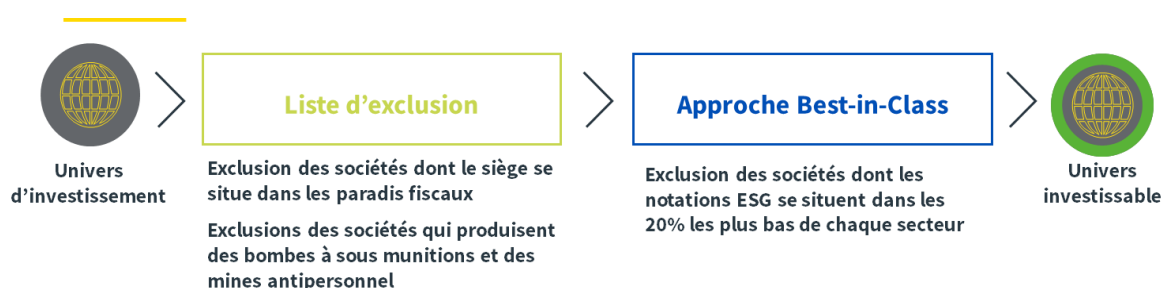 Liste d'exclusion
Approche Best-in-Class
Univers
d'investissement
Exclusion des sociétés dont le siège se
situe dans les paradis fiscaux
Exclusions des sociétés qui produisent
des bombes à sous munitions et des
mines antipersonnel
Exclusion des sociétés dont les
notations ESG se situent dans les
20% les plus bas de chaque secteur
Univers
investissable